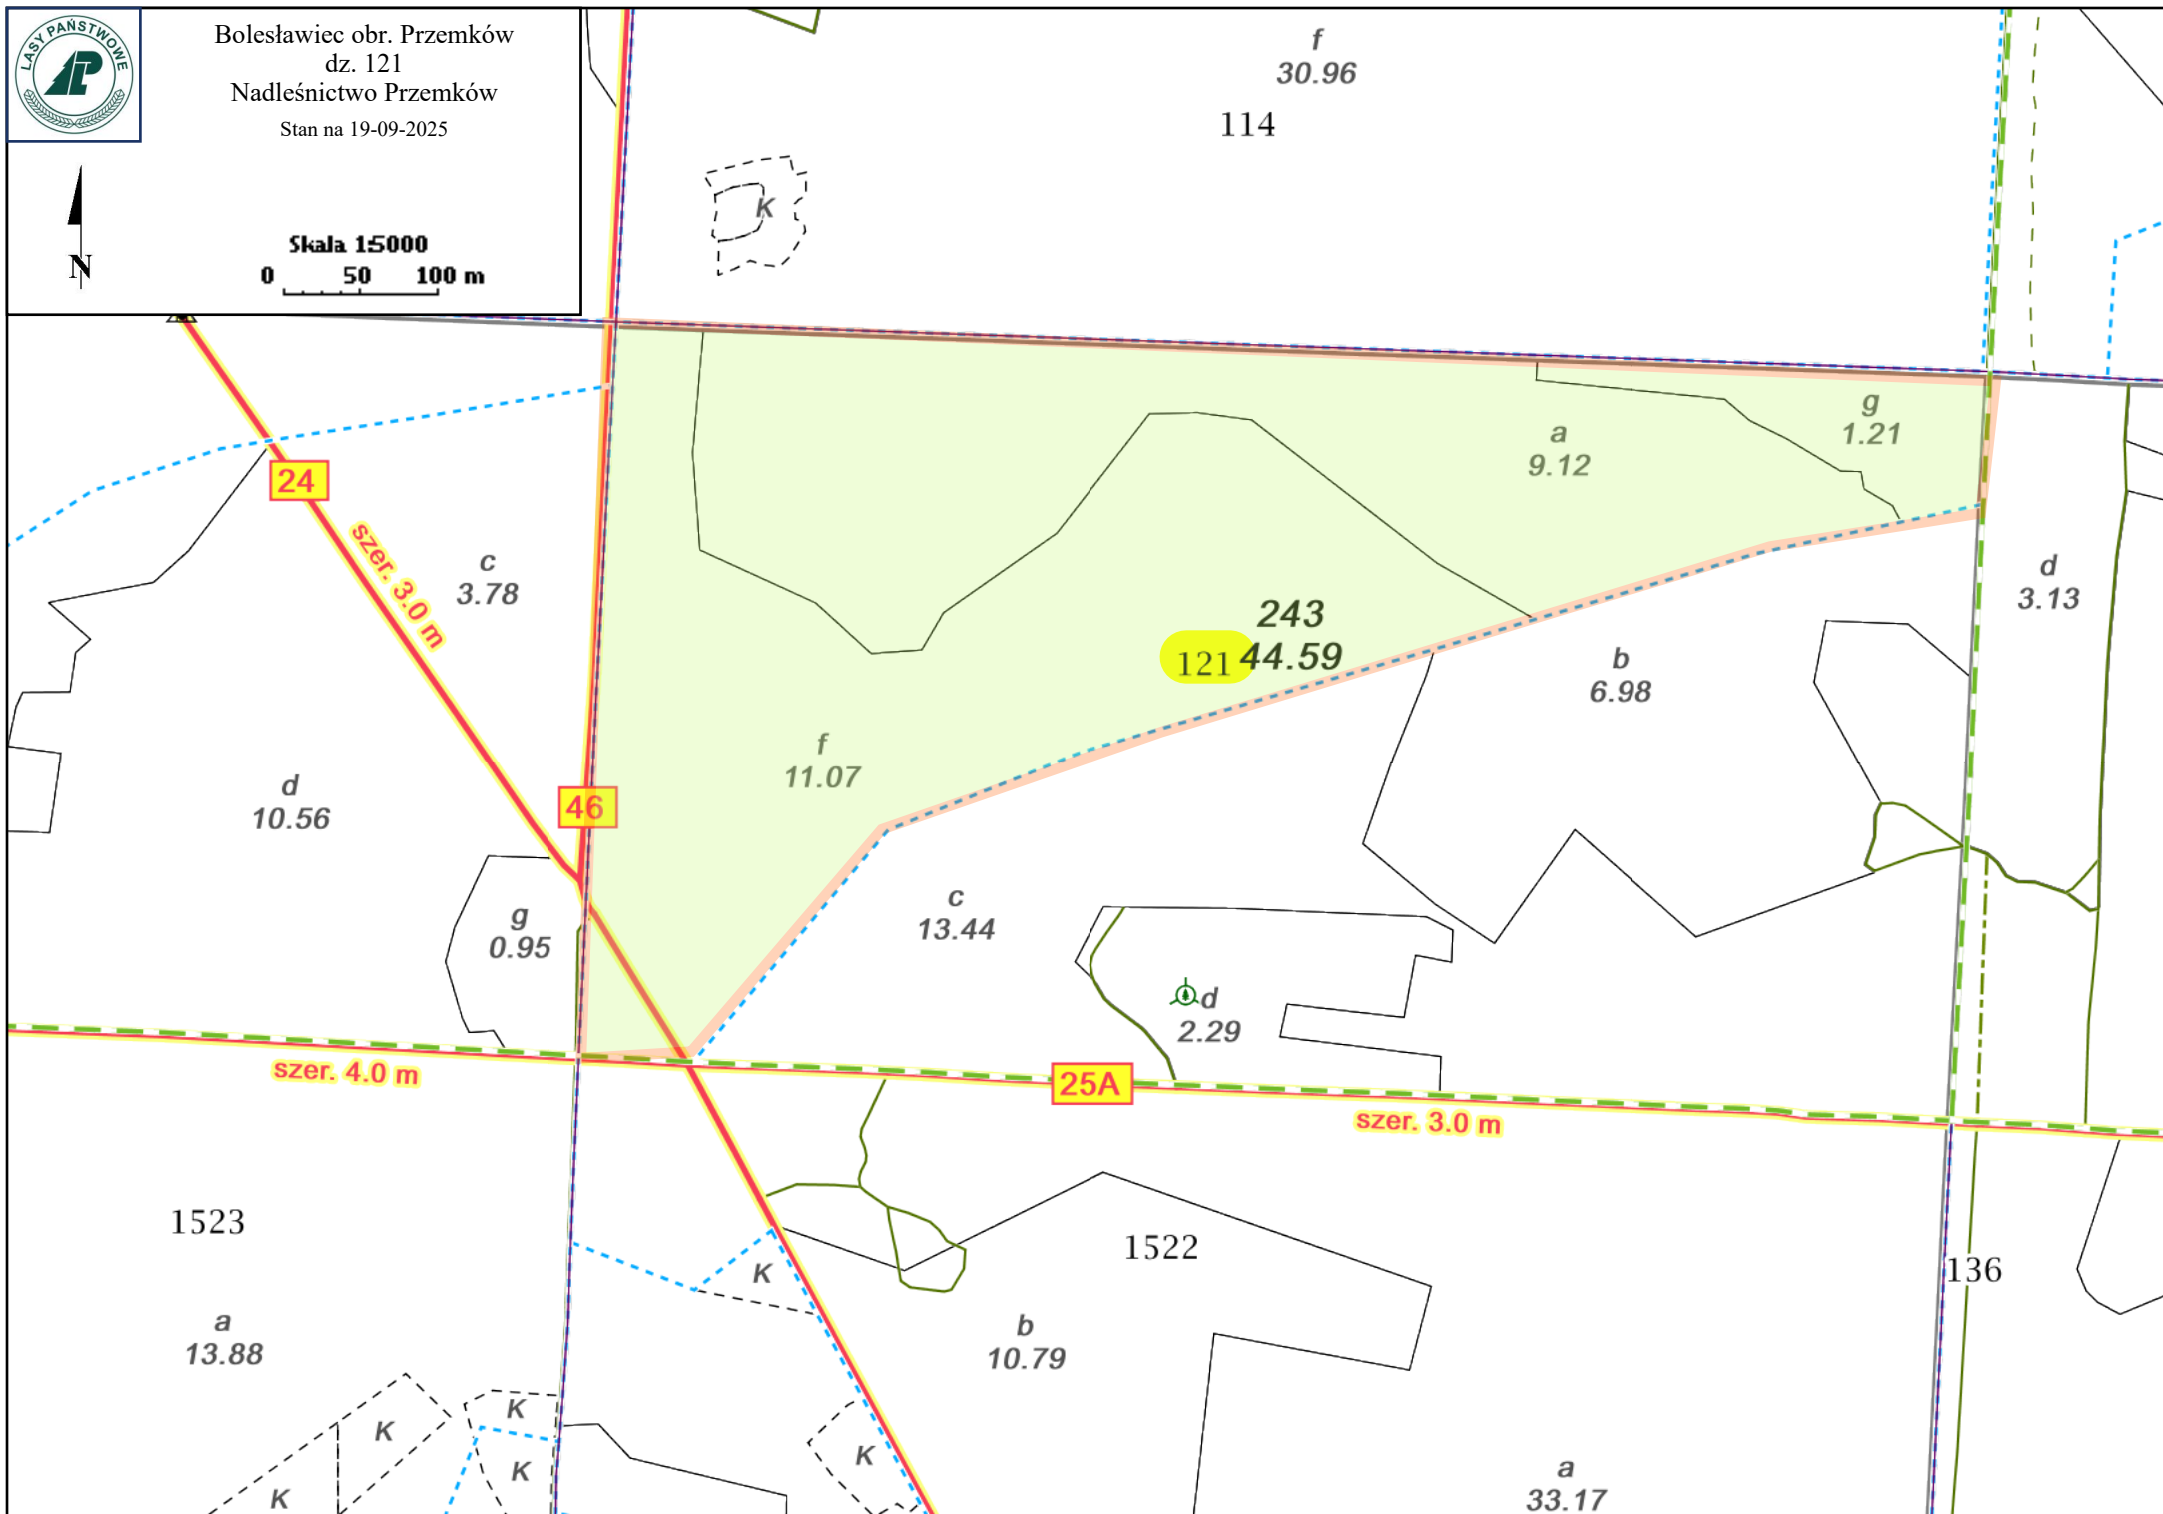 LASY PAŃSTWOWE
Bolesławiec obr. Przemków
dz. 121
Nadleśnictwo Przemków
Stan na 19-09-2025
N
Skala 1:5000
0 50 100 m
f
30.96
114
K
24
szer. 3.0 m
c
3.78
a
9.12
g
1.21
d
3.13
243
121 44.59
b
6.98
f
11.07
d
10.56
46
g
0.95
c
13.44
d
2.29
szer. 4.0 m
25A
szer. 3.0 m
1523
1522
136
K
a
13.88
b
10.79
K
K
K
K
K
a
33.17